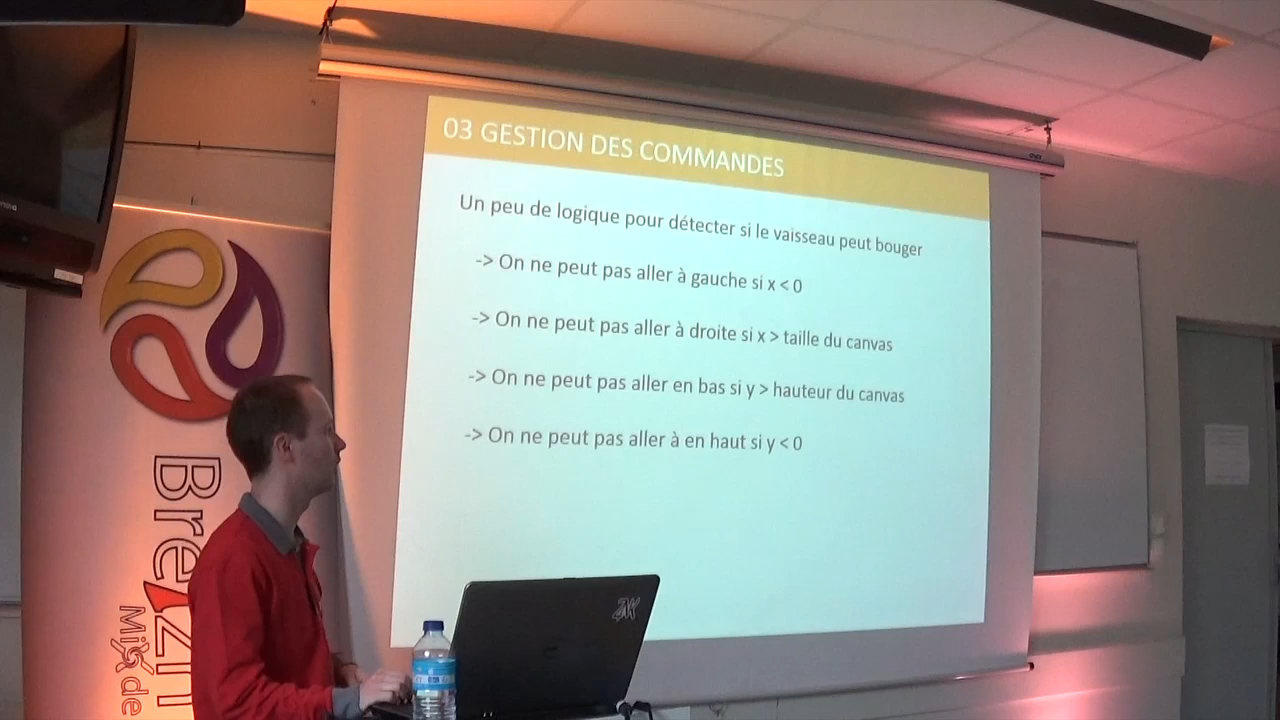 03 GESTION DES COMMANDES
Un peu de logique pour détecter si le vaisseau peut bouger
-> On ne peut pas aller à gauche si x < 0
-> On ne peut pas aller à droite si x > taille du canvas
-> On ne peut pas aller en bas si y > hauteur du canvas
-> On ne peut pas aller à en haut si y < 0
ZAK